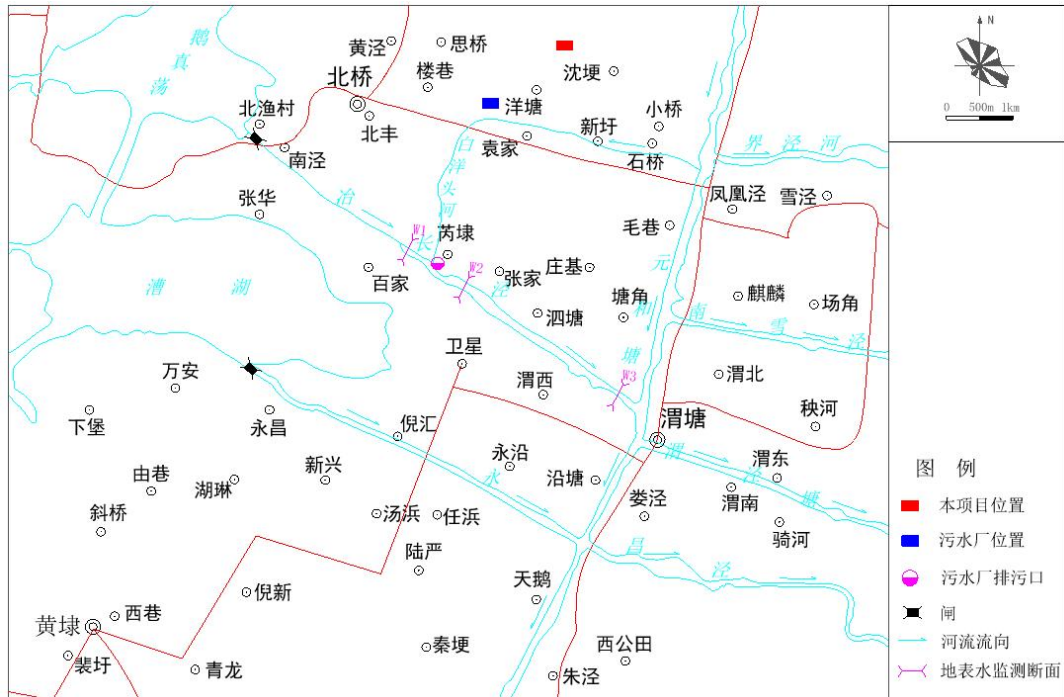 鹅真荡
黄泾
思桥
沈埂
楼巷
北桥
北渔村
北丰
洋塘
小桥
袁家
新圩
石桥
南泾
白洋头河
界泾河
张华
冶长泾
凤凰泾
雪泾
W1
芮埭
毛巷
百家
W2
张家
庄基
元和塘
麒麟
场角
漕湖
泗塘
塘角
南雪泾
卫星
万安
渭西
W3
渭北
下堡
永昌
倪汇
渭塘
秧河
永昌泾
永沿
渭泾塘
渭东
由巷
湖琳
新兴
沿塘
渭南
斜桥
汤浜
任浜
娄泾
骑河
陆严
天鹅
倪新
西巷
黄埭
秦埂
西公田
裴圩
青龙
朱泾
N
0 500m 1km
图 例
本项目位置
污水厂位置
污水厂排污口
闸
河流流向
地表水监测断面